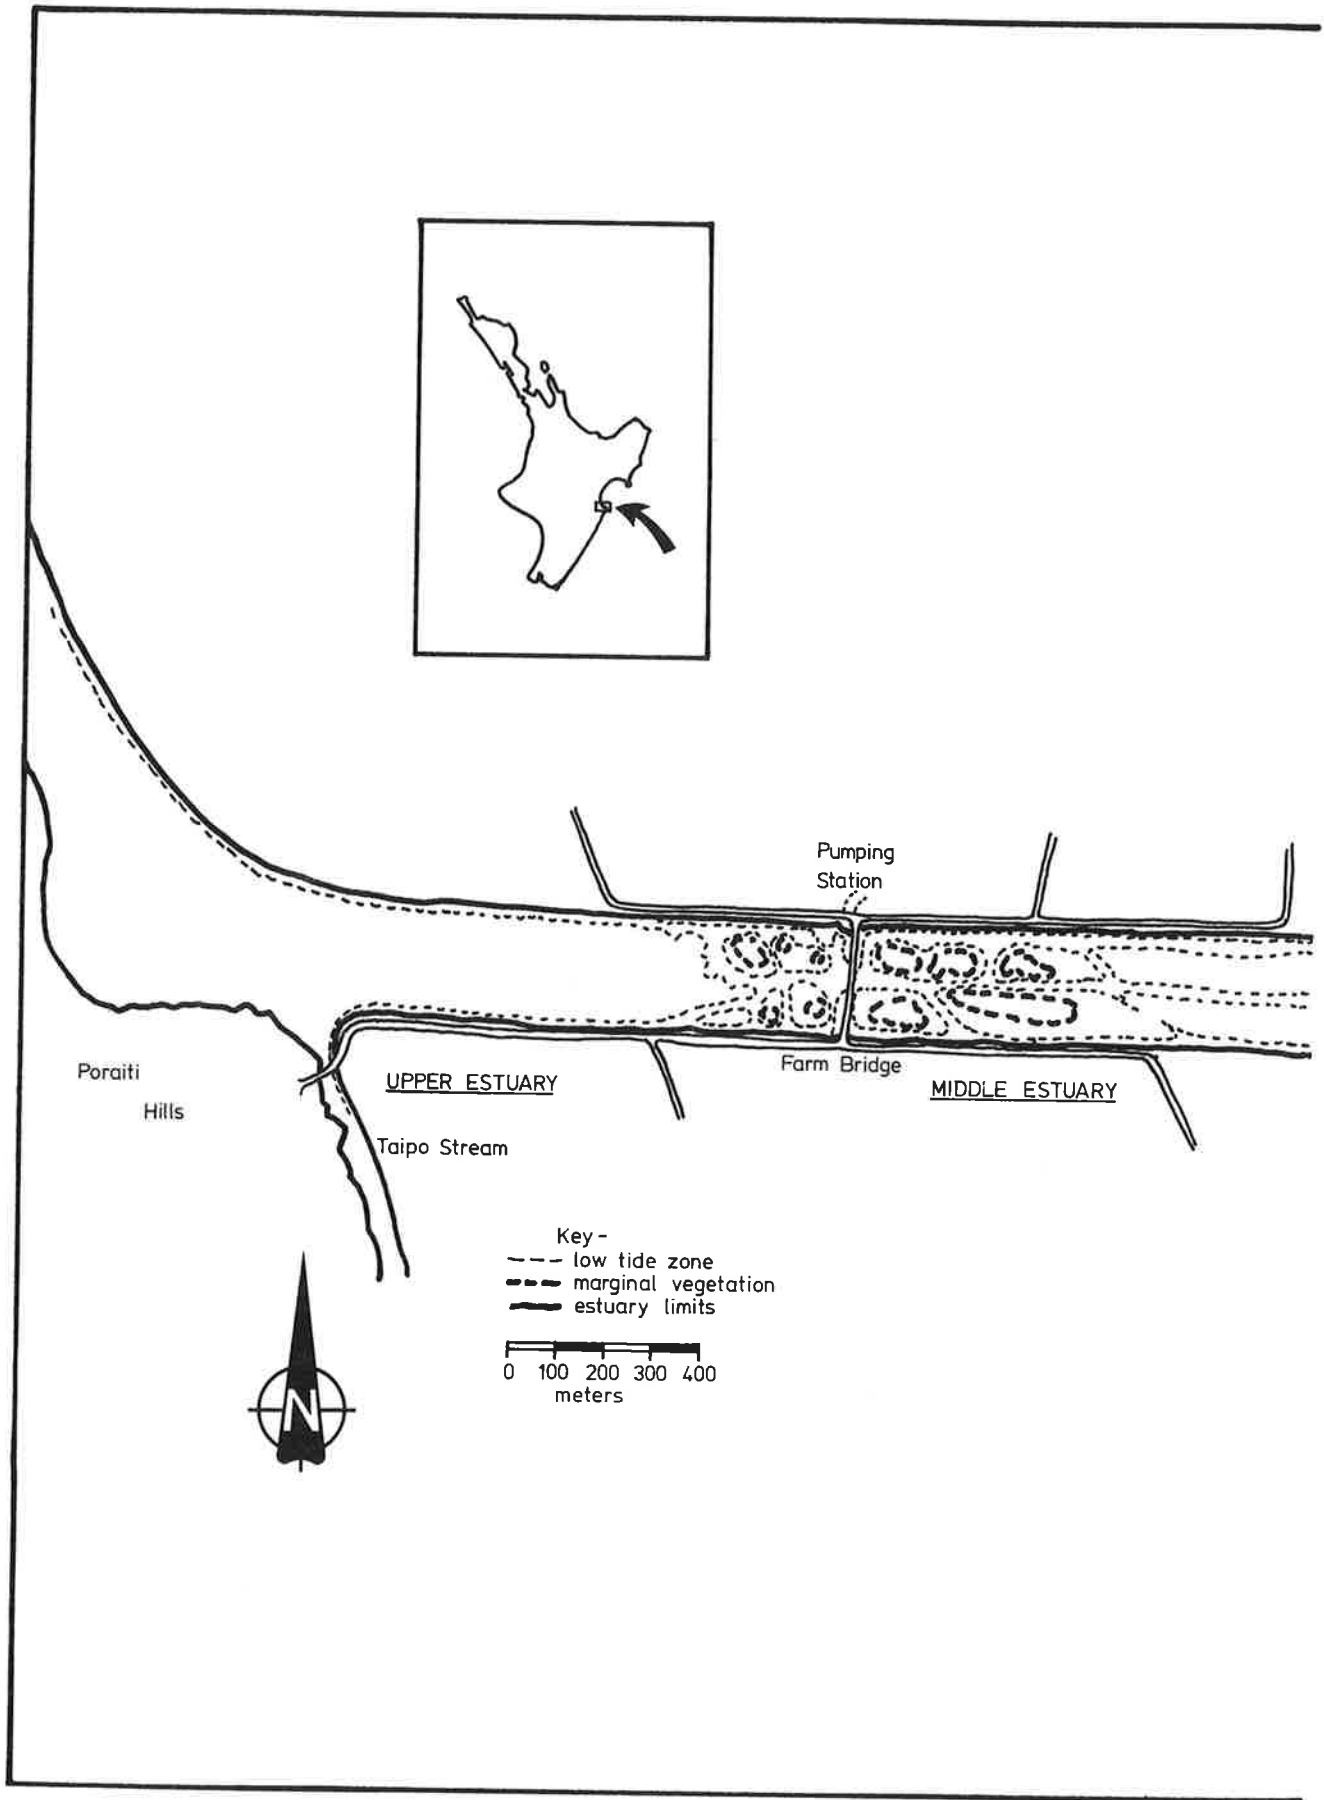 Pumping
Station
Farm Bridge
Poraiti
Hills
UPPER ESTUARY
MIDDLE ESTUARY
Taipo Stream
Key -
low tide zone
marginal vegetation
estuary limits
0 100 200 300 400
meters
N